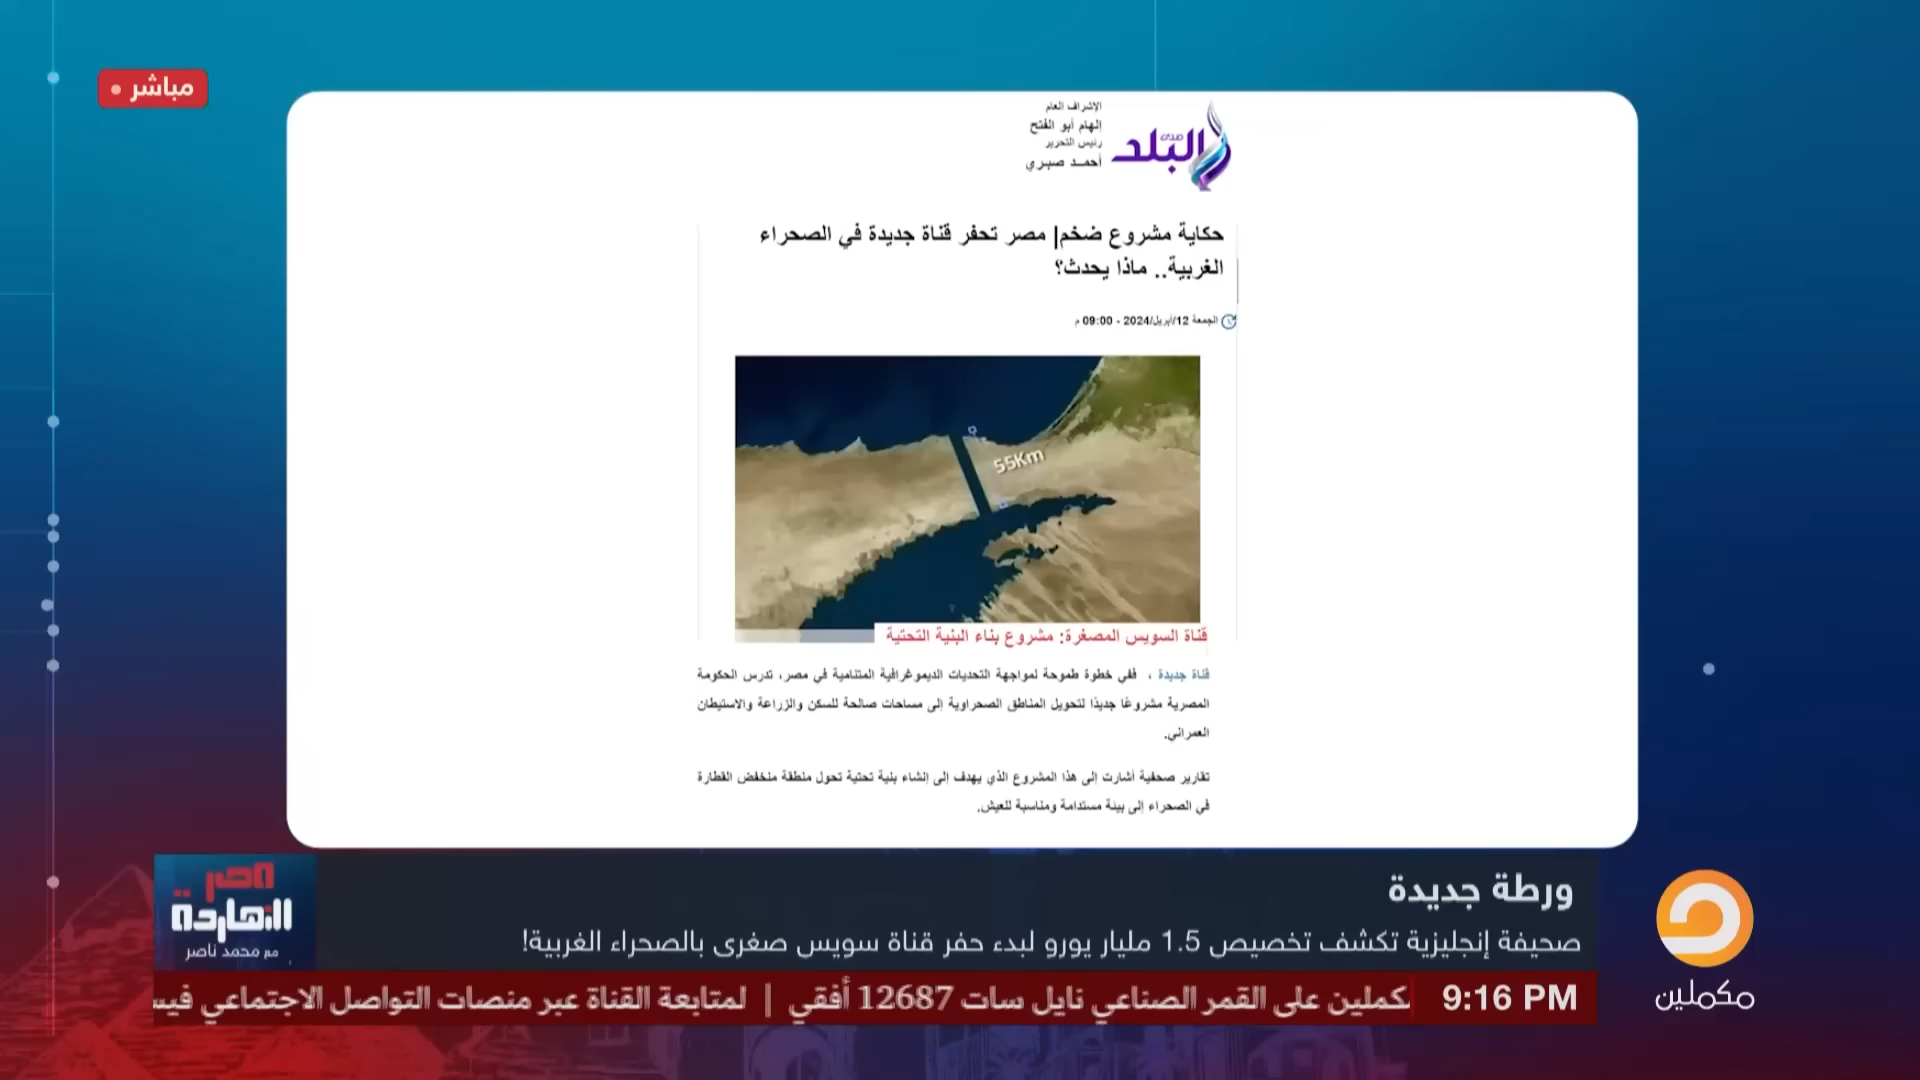 مباشر
الإشراف العام
إلهام أبو الفتح
رئيس التحرير
أحمـد صبـري
صدى
البلد
حكاية مشروع ضخم| مصر تحفر قناة جديدة في الصحراء
الغربية.. ماذا يحدث؟
الجمعة 12/أبريل/2024 - 09:00 م
55Km
قناة السويس المصغرة: مشروع بناء البنية التحتية
قناة جديدة ، ففي خطوة طموحة لمواجهة التحديات الديموغرافية المتنامية في مصر، تدرس الحكومة
المصرية مشروعًا جديدًا لتحويل المناطق الصحراوية إلى مساحات صالحة للسكن والزراعة والاستيطان
العمراني.
تقارير صحفية أشارت إلى هذا المشروع الذي يهدف إلى إنشاء بنية تحتية تحول منطقة منخفض القطارة
في الصحراء إلى بيئة مستدامة ومناسبة للعيش.
ورطة جديدة
صحيفة إنجليزية تكشف تخصيص 1.5 مليار يورو لبدء حفر قناة سويس صغرى بالصحراء الغربية!
مصر
النهاردة
مع محمد ناصر
9:16 PM
مكملين على القمر الصناعي نايل سات 12687 أفقي | لمتابعة القناة عبر منصات التواصل الاجتماعي فيس
مكملين